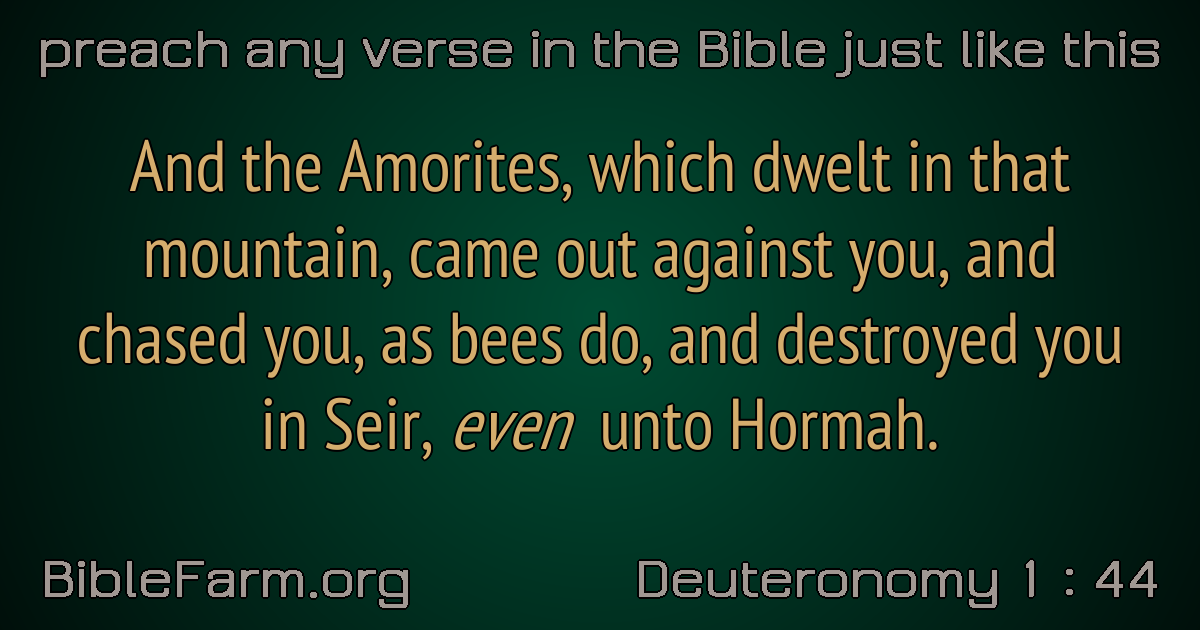 preach any verse in the Bible just like this
And the Amorites, which dwelt in that
mountain, came out against you, and
chased you, as bees do, and destroyed you
in Seir, even unto Hormah.
BibleFarm.org
Deuteronomy 1 : 44